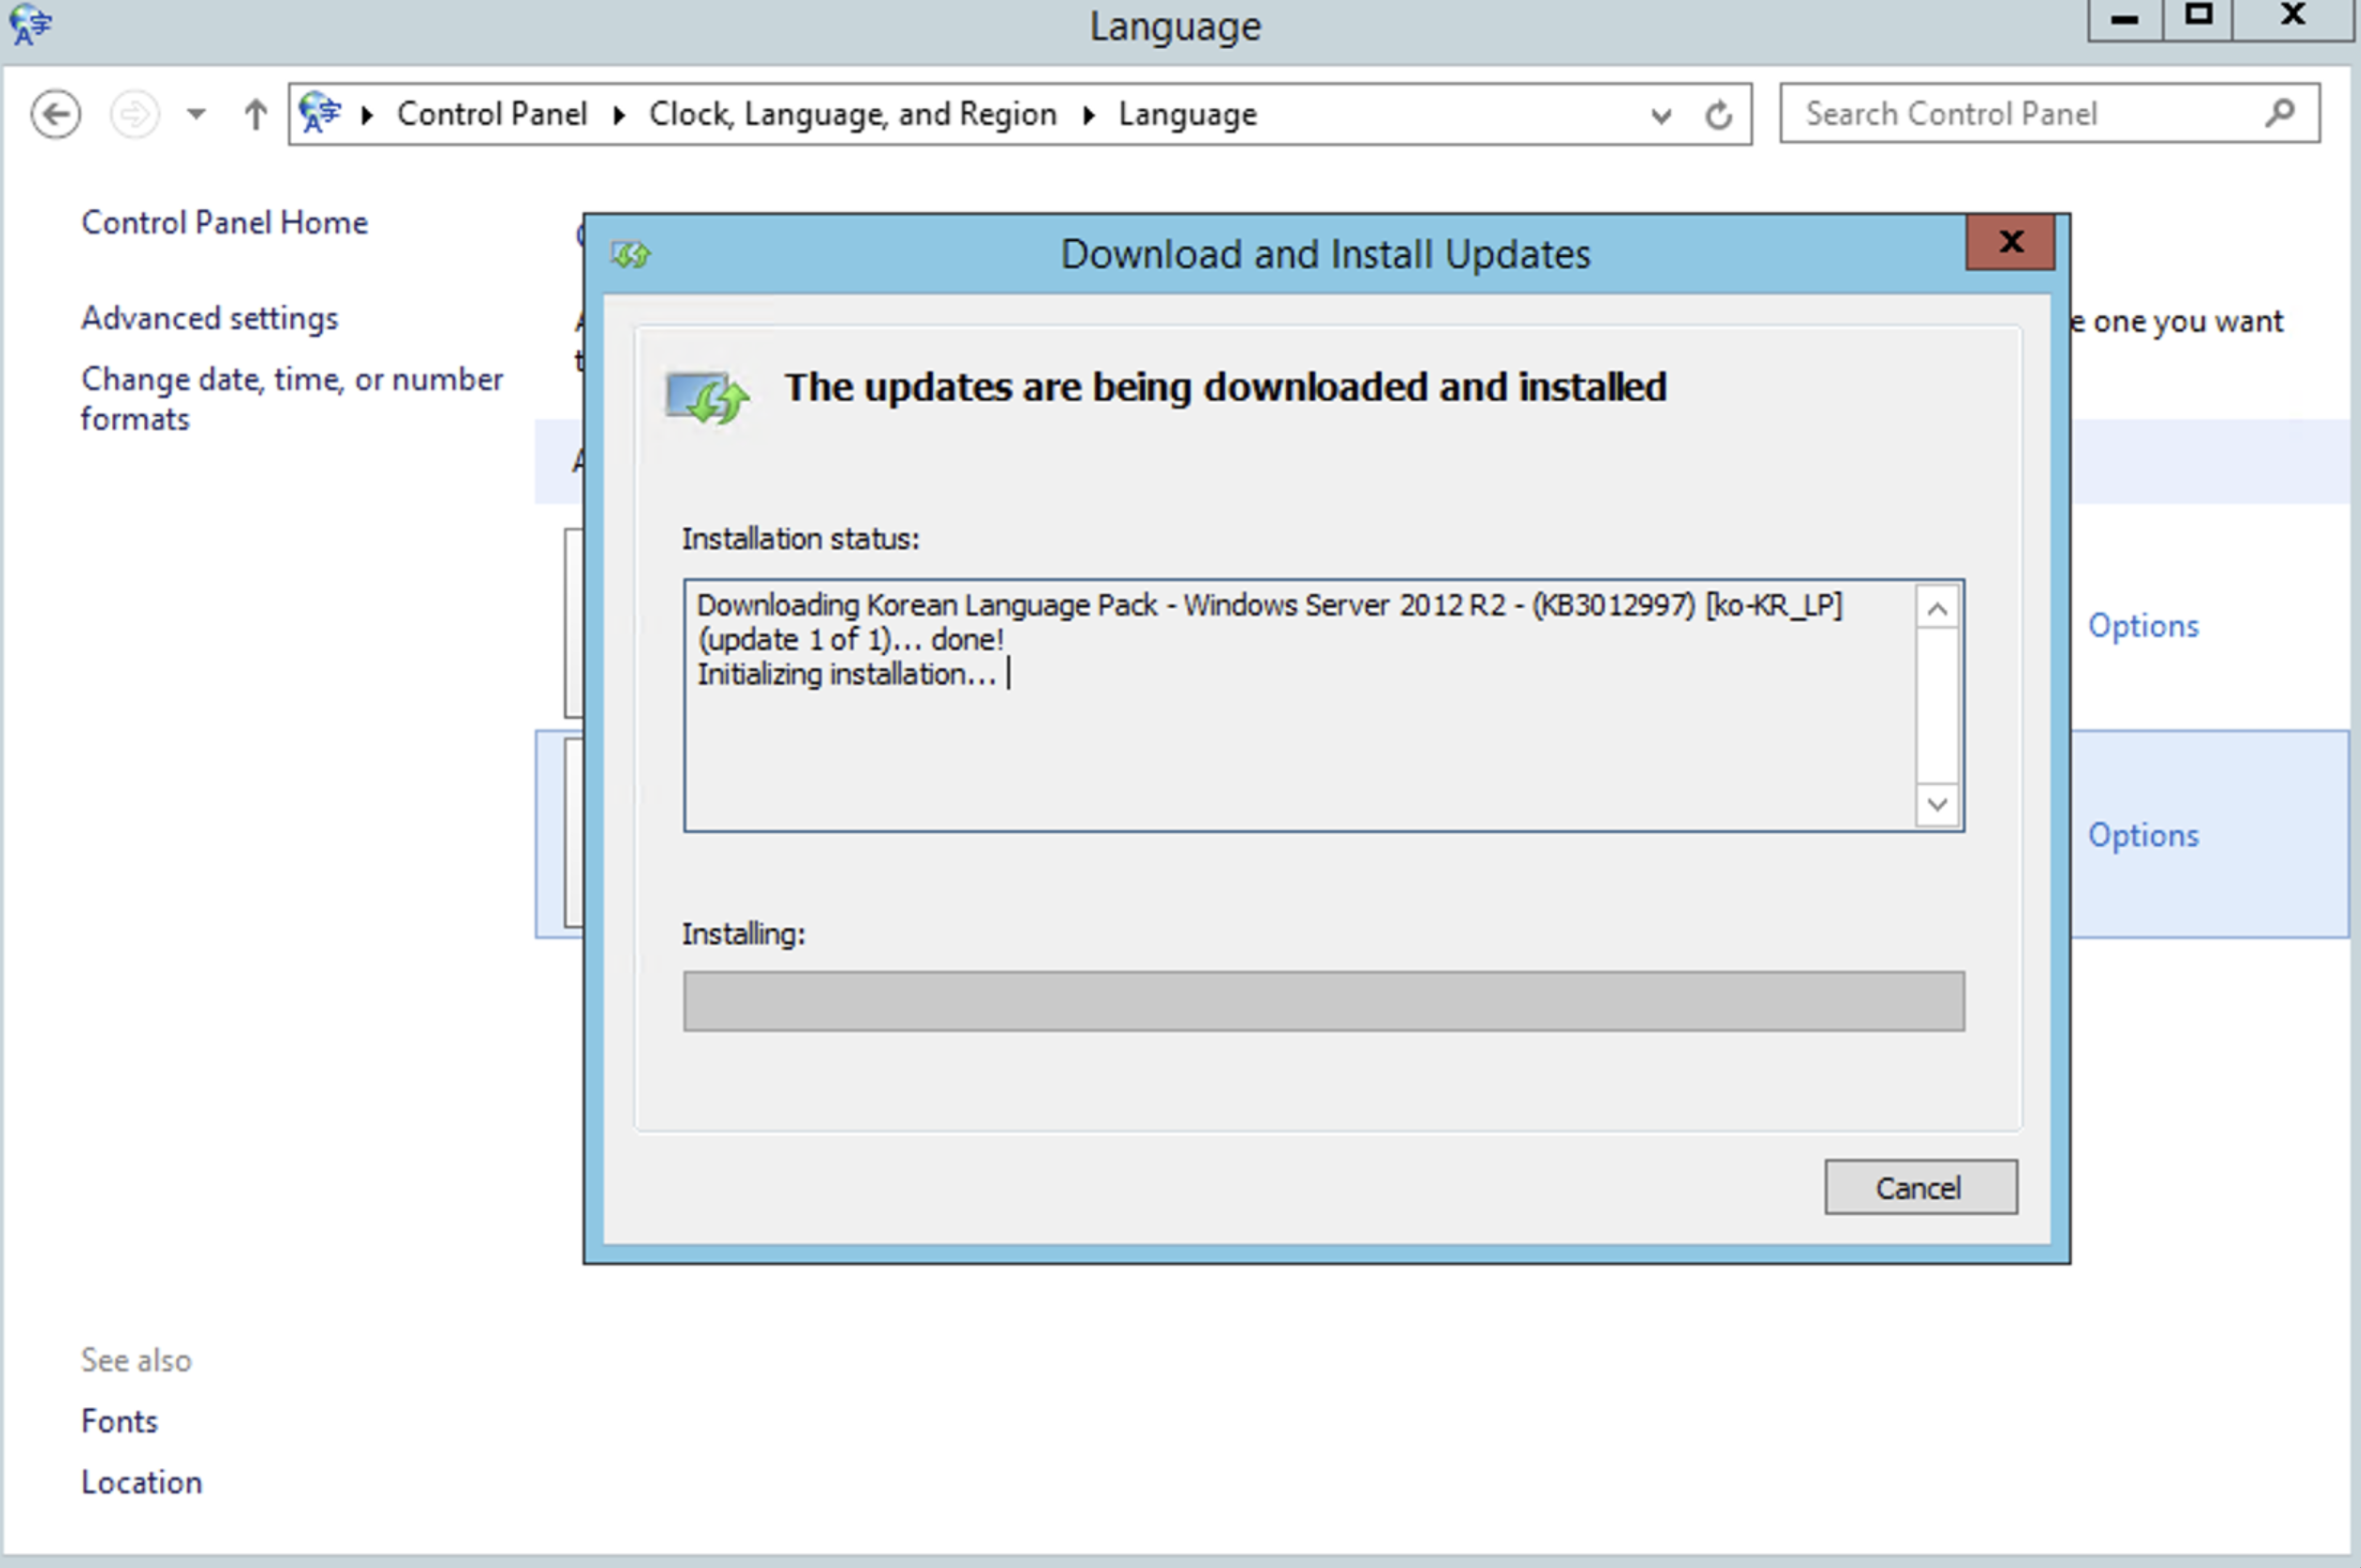 Language
Control Panel Clock, Language, and Region Language
Search Control Panel
Control Panel Home
Advanced settings
Change date, time, or number
formats
e one you want
Download and Install Updates
The updates are being downloaded and installed
Installation status:
Downloading Korean Language Pack - Windows Server 2012 R2 - (KB3012997) [ko-KR_LP]
(update 1 of 1)... done!
Initializing installation...
Options
Options
Installing:
Cancel
See also
Fonts
Location